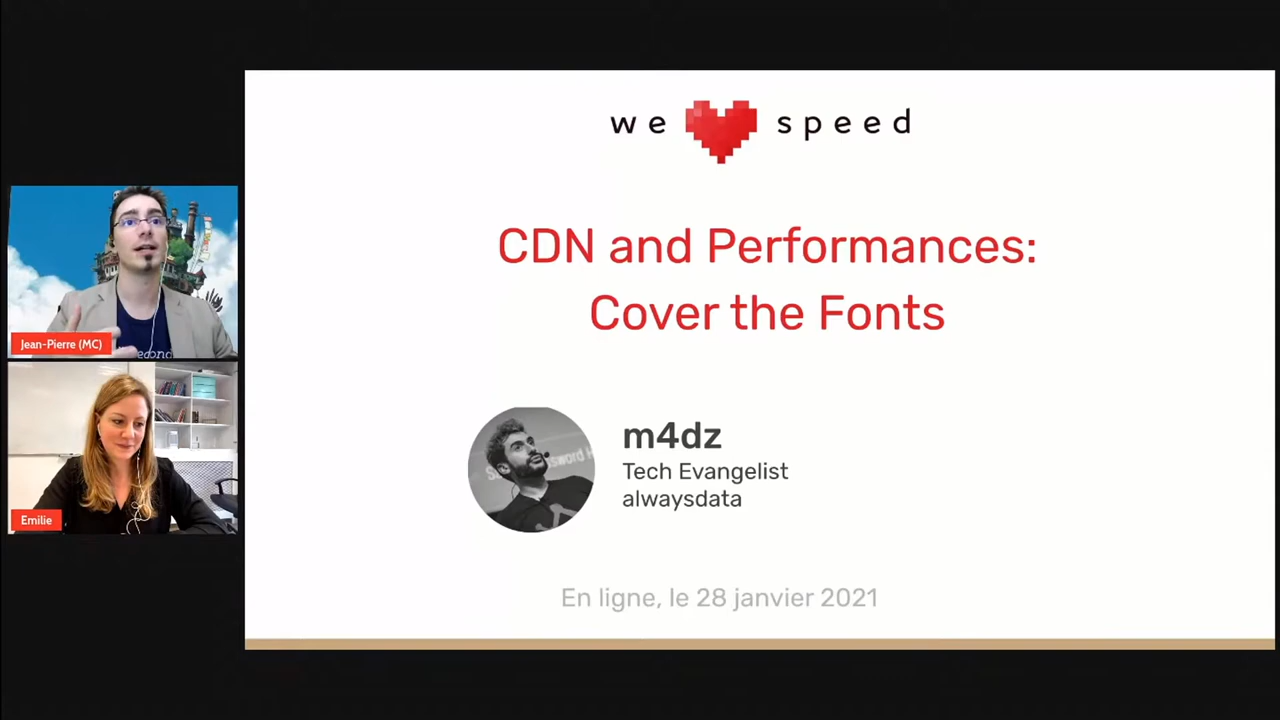 we speed
CDN and Performances:
Cover the Fonts
m4dz
Tech Evangelist
alwaysdata
En ligne, le 28 janvier 2021
Jean-Pierre (MC)
Emilie